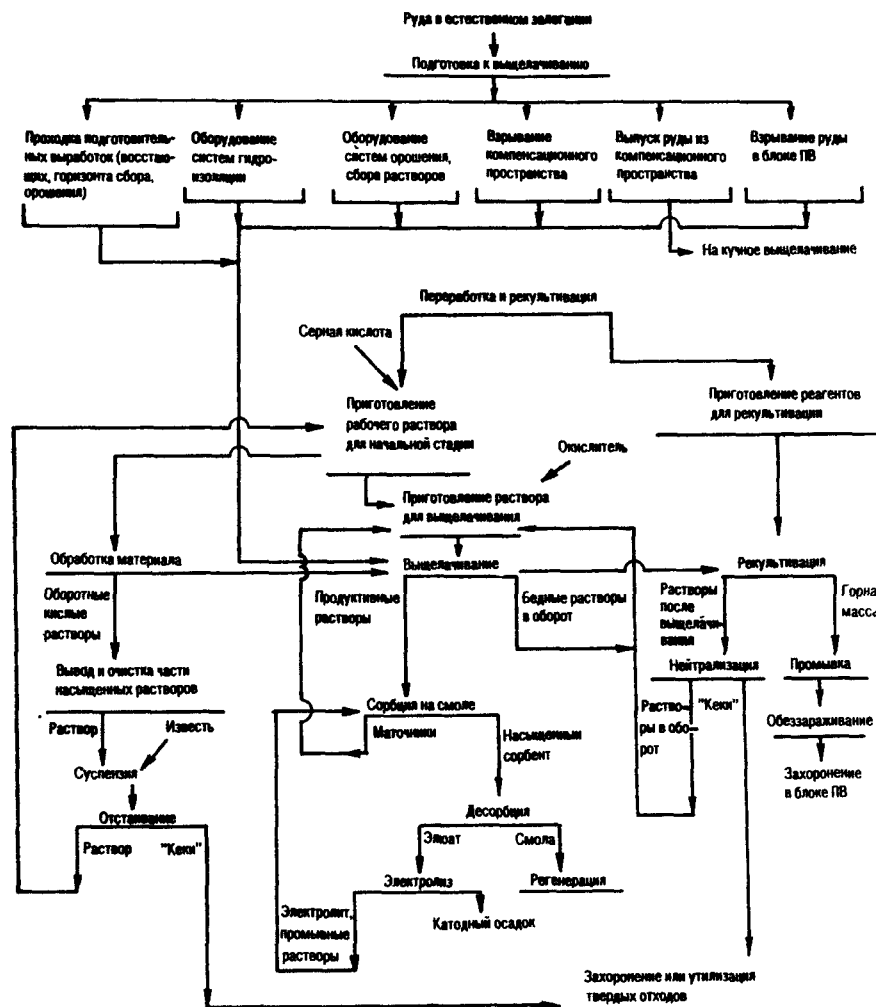 Руда в естественном залегании
Подготовка к выщелачиванию
Проходка подготовитель-
ных выработок (восстаю-
щих, горизонта сбора,
орошения)
Оборудование
систем гидро-
изоляции
Оборудование
систем орошения,
сбора растворов
Взрывание
компенсационного
пространства
Выпуск руды из
компенсационного
пространства
Взрывание руды
в блоке ПВ
На кучное выщелачивание
Переработка и рекультивация
Серная кислота
Приготовление
рабочего раствора
для начальной стадии
Приготовление реагентов
для рекультивации
Окислитель
Приготовление раствора
для выщелачивания
Обработка материала
Выщелачивание
Рекультивация
Оборотные
кислые
растворы
Продуктивные
растворы
Бедные растворы
в оборот
Растворы
после
выщелачи-
вания
Горна
масса
Вывод и очистка части
насыщенных растворов
Нейтрализация
Промывка
Раствор
Известь
Сорбция на смоле
Маточники
Насыщенный
сорбент
Раство-
ры в обо-
рот
"Кеки"
Обеззараживание
Суспензия
Захоронение
в блоке ПВ
Отстаивание
Десорбция
Раствор
"Кеки"
Элюат
Смола
Электролиз
Регенерация
Электролит,
промывные
растворы
Катодный осадок
Захоронение или утилизация
твердых отходов